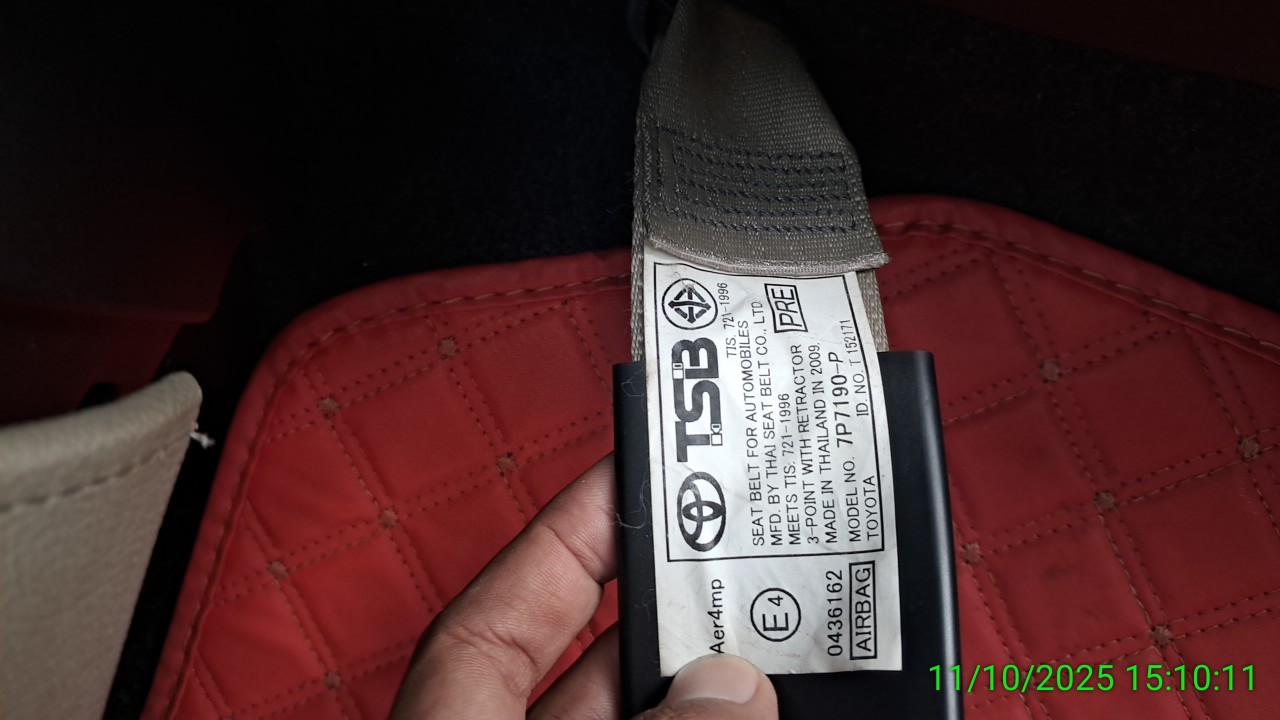 TSB
TIS. 721-1996
SEAT BELT FOR AUTOMOBILES
MFD. BY THAI SEAT BELT CO., LTD.
PRE
MEETS TIS. 721-1996
3-POINT WITH RETRACTOR
MADE IN THAILAND IN 2009.
MODEL NO. 7P7190-P
TOYOTA ID. NO. T 152171
Aer4mp
E4
0436162
AIRBAG
11/10/2025 15:10:11